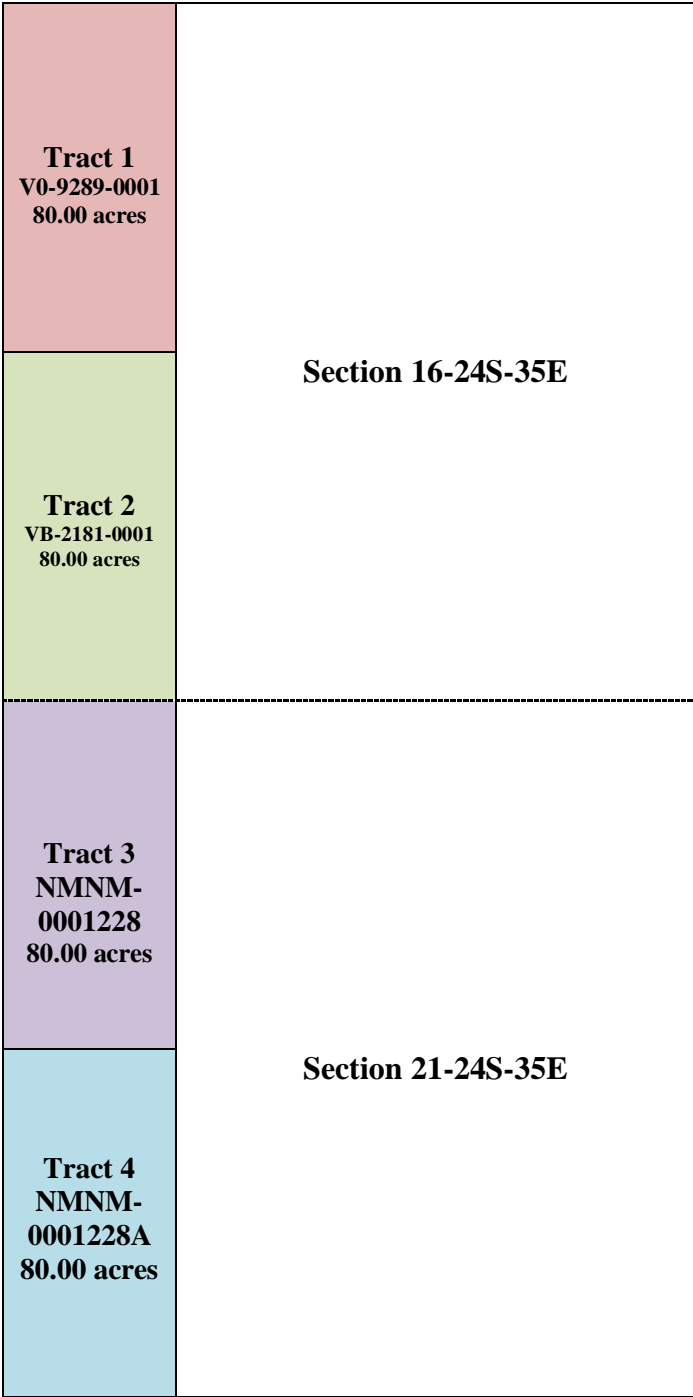 Tract 1
V0-9289-0001
80.00 acres
Section 16-24S-35E
Tract 2
VB-2181-0001
80.00 acres
Tract 3
NMNM-
0001228
80.00 acres
Section 21-24S-35E
Tract 4
NMNM-
0001228A
80.00 acres